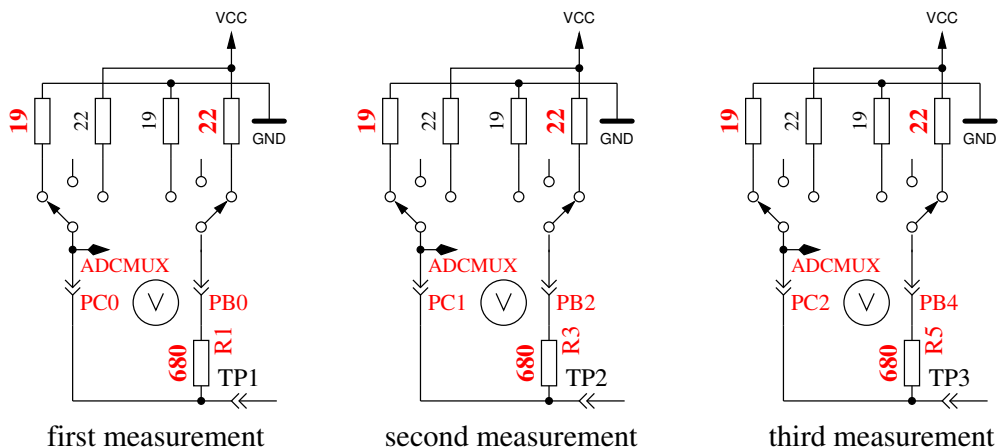 VCC
19
22
19
22
GND
ADCMUX
PC0
V
PB0
R1
680
TP1
first measurement
VCC
19
22
19
22
GND
ADCMUX
PC1
V
PB2
R3
680
TP2
second measurement
VCC
19
22
19
22
GND
ADCMUX
PC2
V
PB4
R5
680
TP3
third measurement